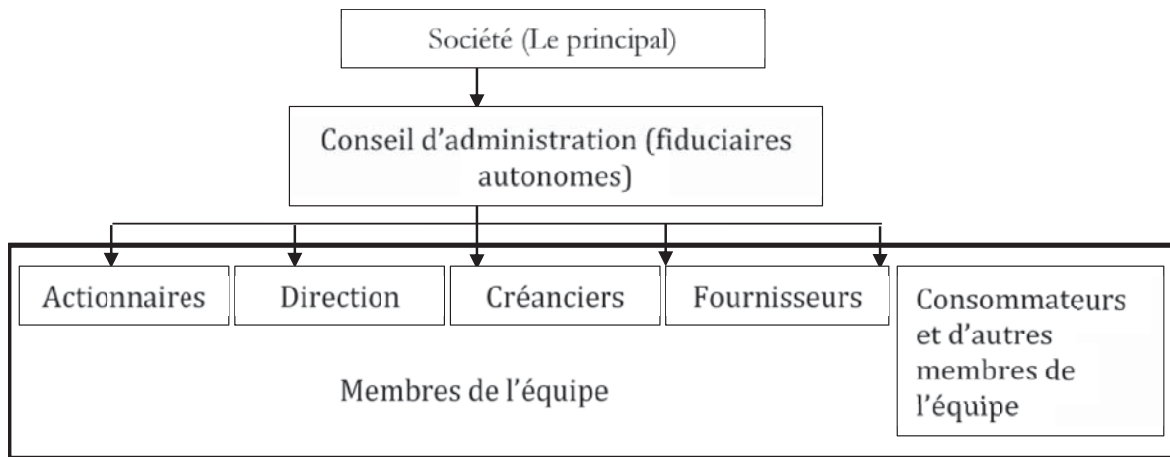 Société (Le principal)
Conseil d'administration (fiduciaires
autonomes)
Actionnaires
Direction
Créanciers
Fournisseurs
Consommateurs
et d'autres
membres de
l'équipe
Membres de l'équipe